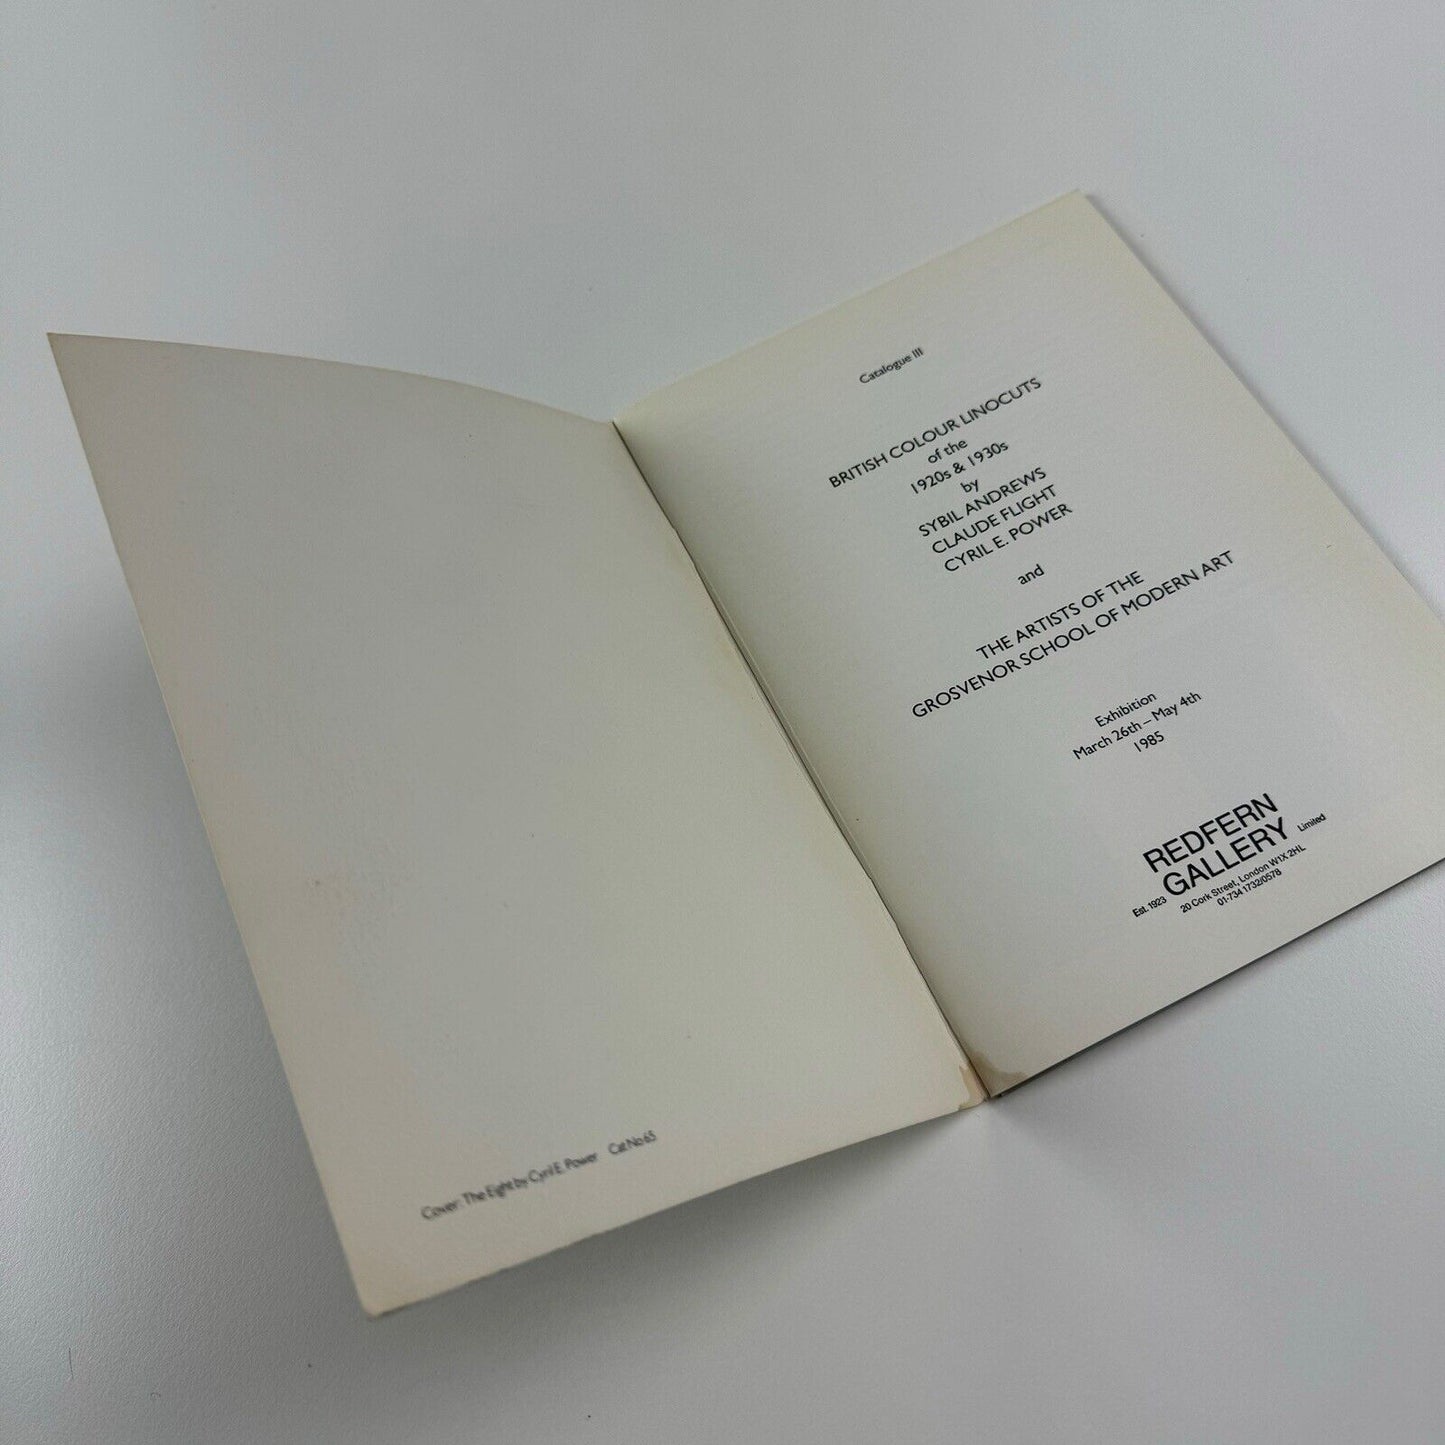 Cover: The Eight by Cyril E. Power Cat No 65
Catalogue III
BRITISH COLOUR LINOCUTS
of the
1920s & 1930s
by
SYBIL ANDREWS
CLAUDE FLIGHT
CYRIL E. POWER
and
THE ARTISTS OF THE
GROSVENOR SCHOOL OF MODERN ART
Exhibition
March 26th – May 4th
1985
REDFERN
Est. 1923 GALLERY Limited
20 Cork Street, London W1X 2HL
01-734 1732/0578